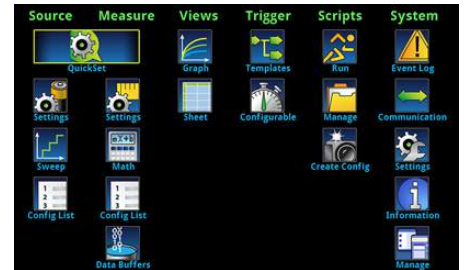 Source Measure Views Trigger Scripts System
QuickSet Graph Templates Run Event Log
Settings Settings Sheet Configurable Manage Communication
Sweep Math Create Config Settings
Config List Config List Information
Data Buffers Manage